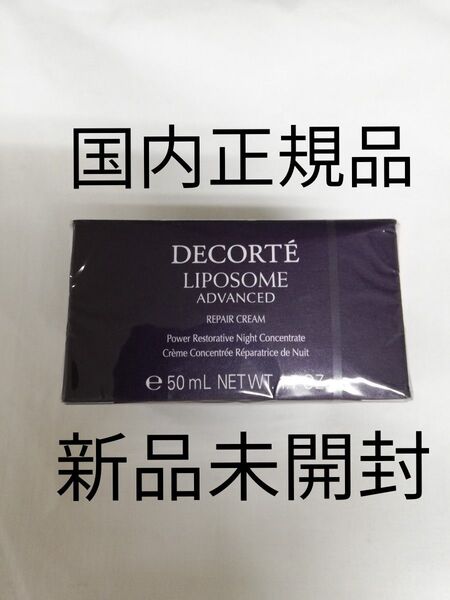 国内正規品
DECORTÉ
LIPOSOME
ADVANCED
REPAIR CREAM
Power Restorative Night Concentrate
Crème Concentrée Réparatrice de Nuit
℮ 50 mL NET WT.
新品未開封